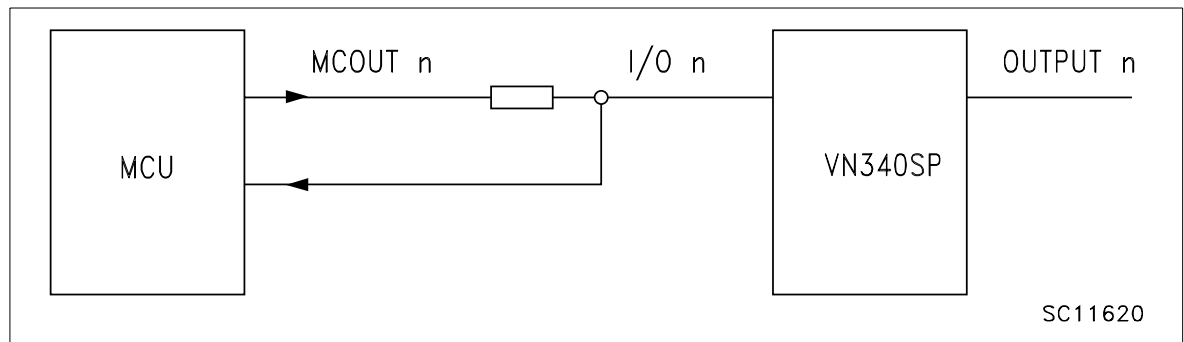 MCOUT n
I/O n
OUTPUT n
MCU
VN340SP
SC11620